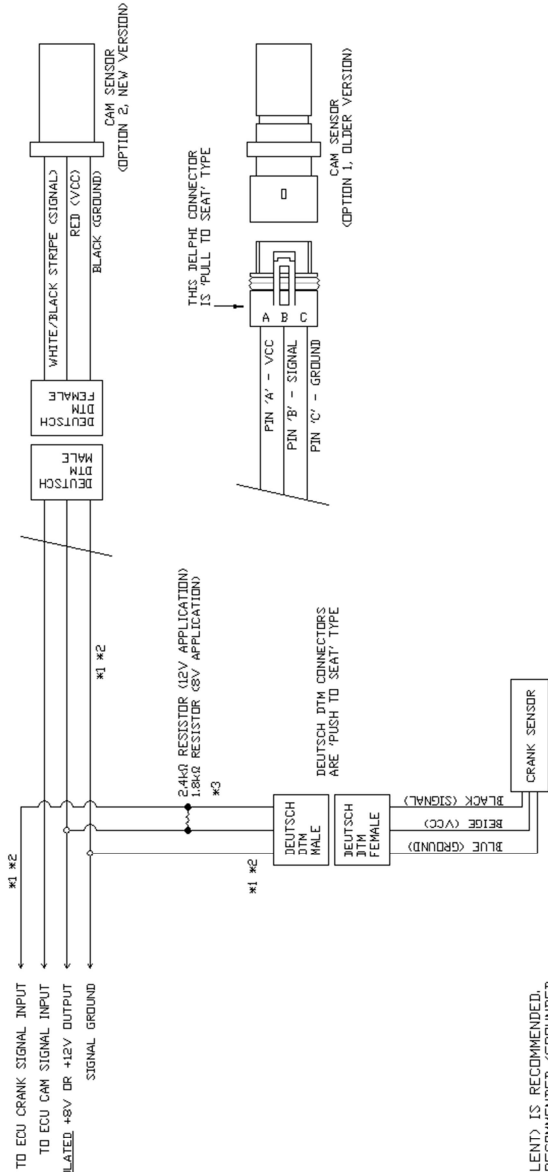 TO ECU CRANK SIGNAL INPUT
TO ECU CAM SIGNAL INPUT
LATED +8V OR +12V OUTPUT
SIGNAL GROUND
*1 *2
*1 *2
*1 *2
2.4kΩ RESISTOR (12V APPLICATION)
1.8kΩ RESISTOR (8V APPLICATION)
*3
DEUTSCH
DTM
MALE
DEUTSCH
DTM
FEMALE
WHITE/BLACK STRIPE (SIGNAL)
RED (VCC)
BLACK (GROUND)
CAM SENSOR
(OPTION 2, NEW VERSION)
DEUTSCH
DTM
MALE
DEUTSCH
DTM
FEMALE
DEUTSCH DTM CONNECTORS
ARE 'PUSH TO SEAT' TYPE
BLUE (GROUND)
BEIGE (VCC)
BLACK (SIGNAL)
CRANK SENSOR
THIS DELPHI CONNECTOR
IS 'PULL TO SEAT' TYPE
PIN 'A' - VCC
PIN 'B' - SIGNAL
PIN 'C' - GROUND
A
B
C
CAM SENSOR
(OPTION 1, OLDER VERSION)
LENT) IS RECOMMENDED.